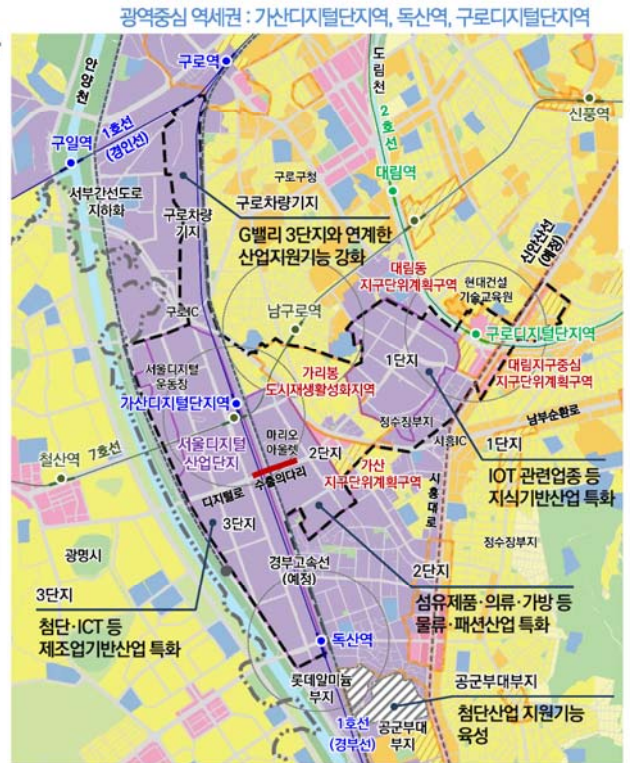 광역중심 역세권 : 가산디지털단지역, 독산역, 구로디지털단지역
안양천
구로역
도림천
2호선
신풍역
1호선
(경인선)
구일역
대림역
서부간선도로
지하화
구로차량
기지
구로구청
구로차량기지
G밸리 3단지와 연계한
산업지원기능 강화
신안산선
(예정)
대림동
지구단위계획구역
현대건설
기술교육원
구로IC
남구로역
구로디지털단지역
1단지
서울디지털
운동장
가리봉
도시재생활성화지역
대림지구중심
지구단위계획구역
가산디지털단지역
정수장부지
남부순환로
마리오
아울렛
2단지
시흥IC
1단지
7호선
철산역
서울디지털
산업단지
가산
지구단위계획구역
IOT 관련업종 등
지식기반산업 특화
디지털로
수출의다리
시흥대로
3단지
정수장부지
광명시
경부고속선
(예정)
2단지
섬유제품·의류·가방 등
물류·패션산업 특화
3단지
첨단·ICT 등
제조업기반산업 특화
독산역
롯데알미늄
부지
공군부대부지
첨단산업 지원기능
육성
1호선
(경부선)
공군부대
부지